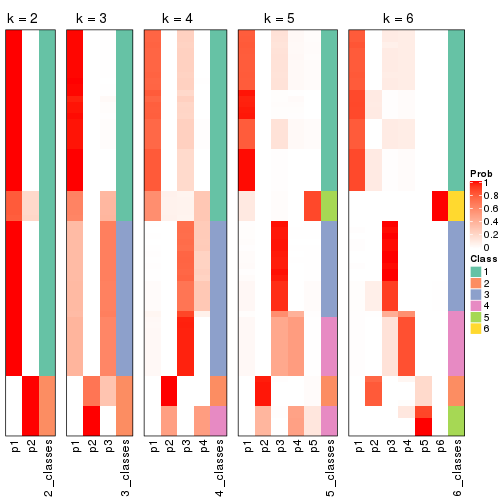 k = 2
k = 3
k = 4
k = 5
k = 6
Prob
1
0.8
0.6
0.4
0.2
0
Class
1
2
3
4
5
6
p1
p2
2_classes
p1
p2
p3
3_classes
p1
p2
p3
p4
4_classes
p1
p2
p3
p4
p5
5_classes
p1
p2
p3
p4
p5
p6
6_classes